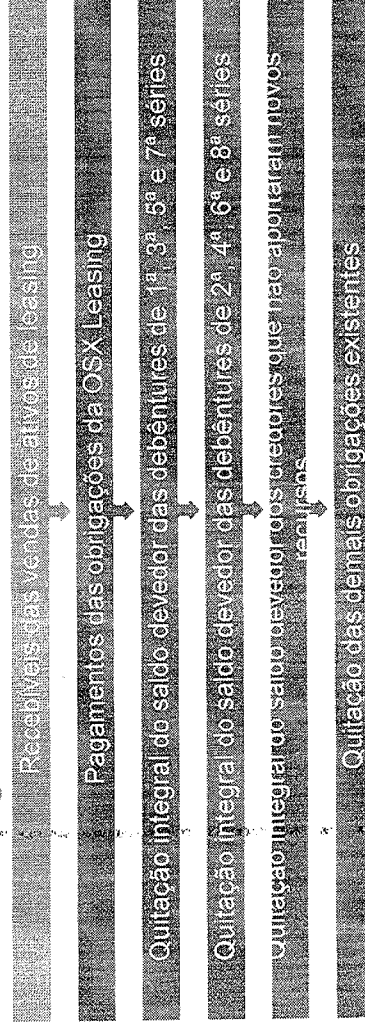 Recebíveis das vendas de ativos de leasing
Pagamentos das obrigações da OSX Leasing
Quitação integral do saldo devedor das debêntures de 1ª, 3ª, 5ª e 7ª séries
Quitação integral do saldo devedor das debêntures de 2ª, 4ª, 6ª e 8ª séries
Quitação integral do saldo devedor dos credores que não aportaram novos
recursos
Quitação das demais obrigações existentes